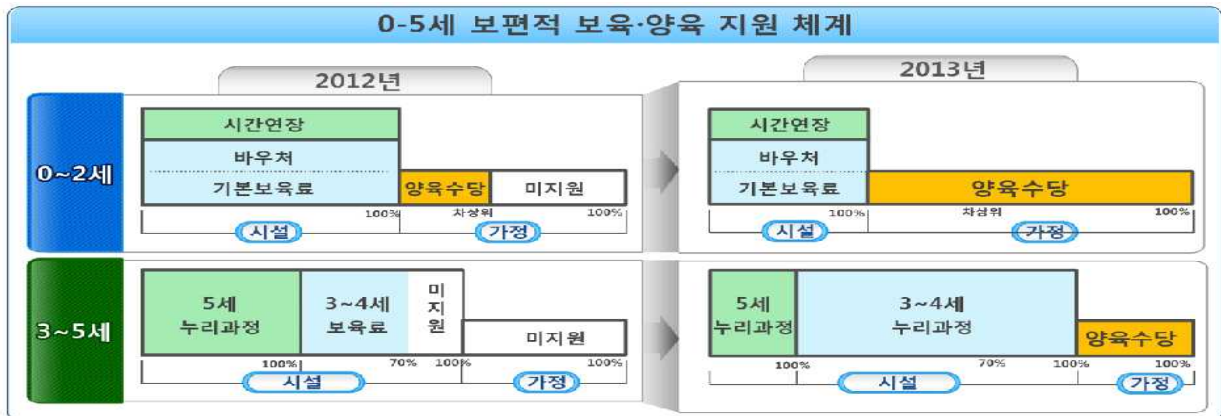 0-5세 보편적 보육·양육 지원 체계
2012년
2013년
0~2세
시간연장
바우처
기본보육료
양육수당
미지원
100%
차상위
100%
시설
가정
시간연장
바우처
기본보육료
양육수당
100%
차상위
100%
시설
가정
3~5세
5세
누리과정
3~4세
보육료
미
지
원
미지원
100%
70%
100%
100%
시설
가정
5세
누리과정
3~4세
누리과정
양육수당
100%
70%
100%
100%
시설
가정